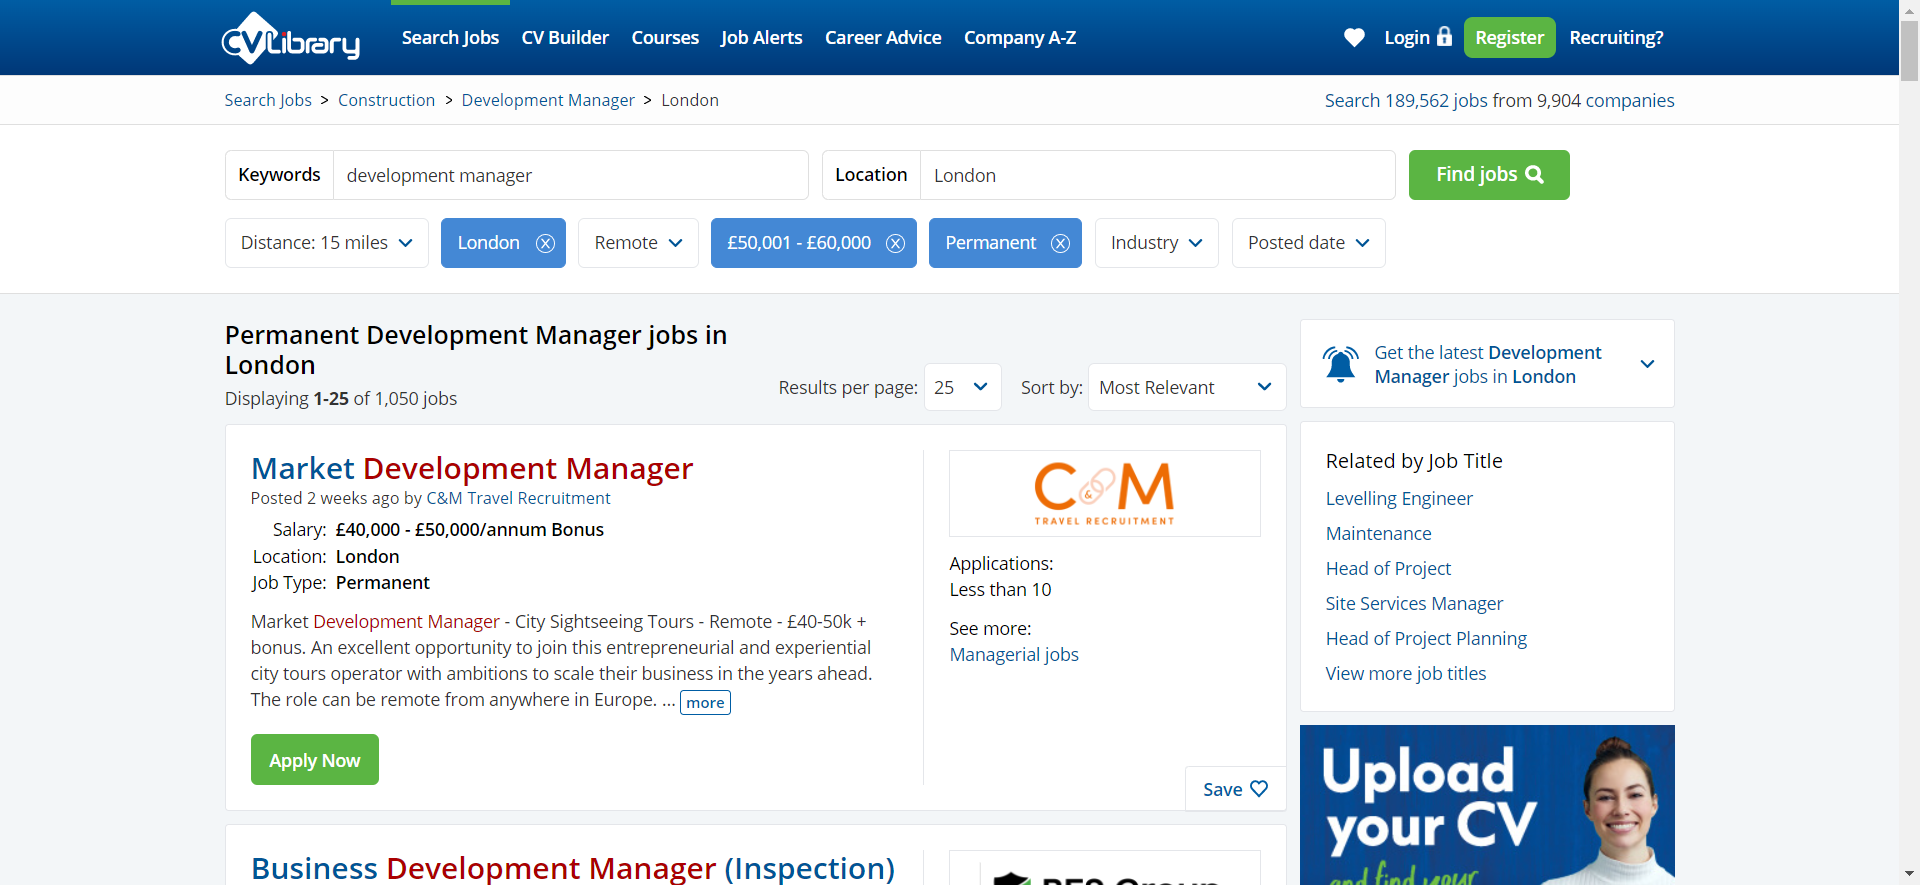 CVLibrary
Search Jobs CV Builder Courses Job Alerts Career Advice Company A-Z Login Register Recruiting?
Search Jobs > Construction > Development Manager > London
Search 189,562 jobs from 9,904 companies
Keywords development manager Location London Find jobs
Distance: 15 miles London Remote £50,001 - £60,000 Permanent Industry Posted date
Permanent Development Manager jobs in
London
Displaying 1-25 of 1,050 jobs
Results per page: 25 Sort by: Most Relevant
Market Development Manager
Posted 2 weeks ago by C&M Travel Recruitment
Salary: £40,000 - £50,000/annum Bonus
Location: London
Job Type: Permanent
Market Development Manager - City Sightseeing Tours - Remote - £40-50k +
bonus. An excellent opportunity to join this entrepreneurial and experiential
city tours operator with ambitions to scale their business in the years ahead.
The role can be remote from anywhere in Europe. ... more
Apply Now
C&M
TRAVEL RECRUITMENT
Applications:
Less than 10
See more:
Managerial jobs
Save
Business Development Manager (Inspection)
Get the latest Development
Manager jobs in London
Related by Job Title
Levelling Engineer
Maintenance
Head of Project
Site Services Manager
Head of Project Planning
View more job titles
Upload
your CV
and find your